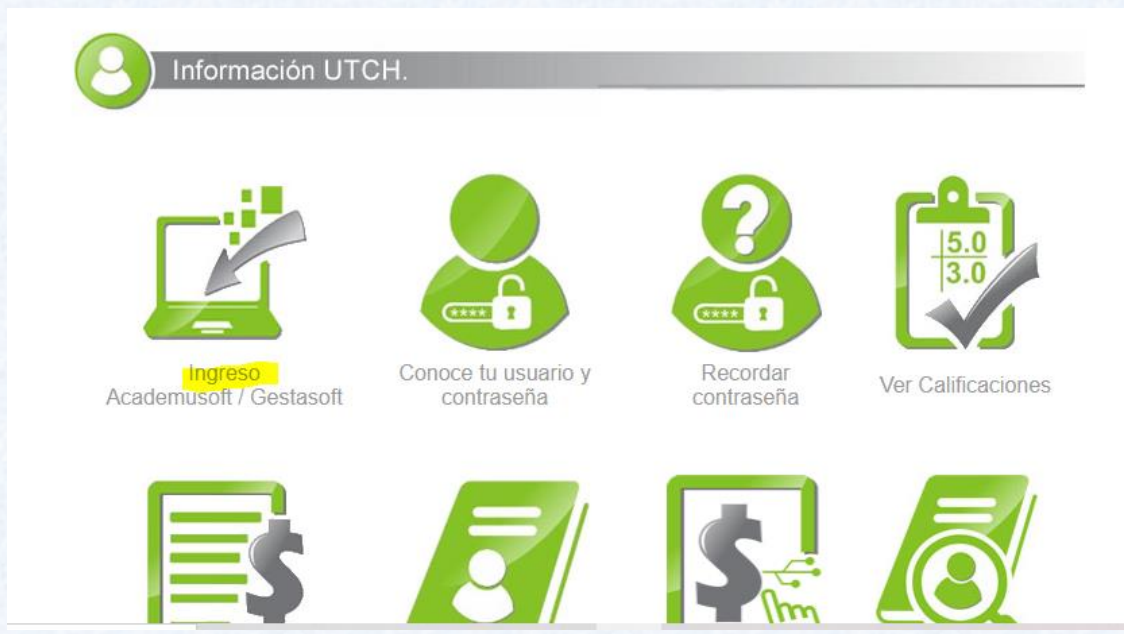 Información UTCH.
5.0
3.0
****
****
Ingreso
Academusoft / Gestasoft
Conoce tu usuario y
contraseña
Recordar
contraseña
Ver Calificaciones